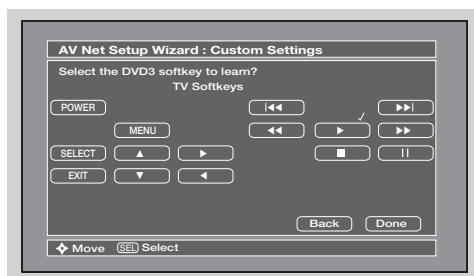 AV Net Setup Wizard : Custom Settings
Select the DVD3 softkey to learn?
TV Softkeys
POWER
MENU
SELECT
EXIT
Back Done
Move SEL Select